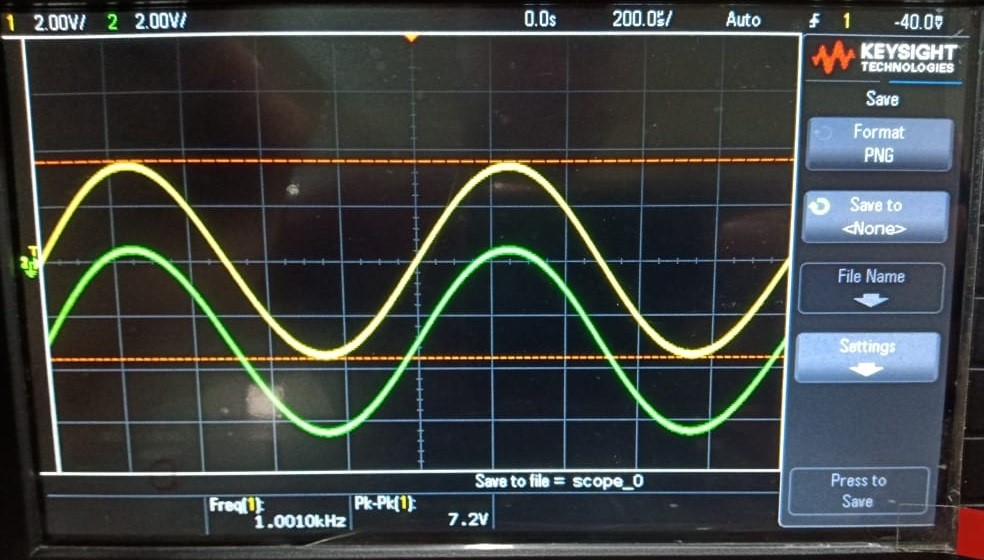 1 2.00V/ 2 2.00V/ 0.0s 200.0µs/ Auto 1 -40.0V
KEYSIGHT
TECHNOLOGIES
Save
Format
PNG
Save to
<None>
File Name
Settings
Press to
Save
T
Save to file = scope_0
Freq(1): Pk-Pk(1):
1.0010kHz 7.2V